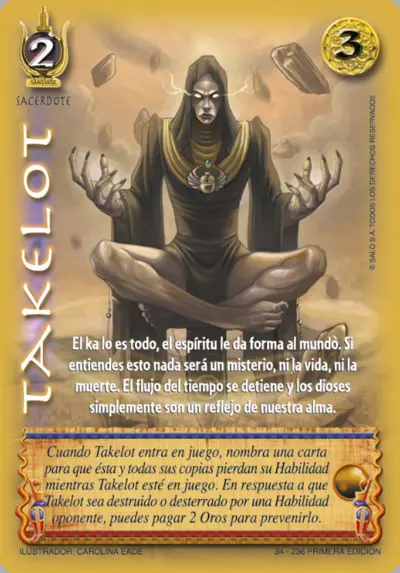 2
3
SACERDOTE
TAKELOT
© SALO S.A. TODOS LOS DERECHOS RESERVADOS
El ka lo es todo, el espíritu le da forma al mundo. Si
entiendes esto nada será un misterio, ni la vida, ni la
muerte. El flujo del tiempo se detiene y los dioses
simplemente son un reflejo de nuestra alma.
Cuando Takelot entra en juego, nombra una carta
para que ésta y todas sus copias pierdan su Habilidad
mientras Takelot esté en juego. En respuesta a que
Takelot sea destruido o desterrado por una Habilidad
oponente, puedes pagar 2 Oros para prevenirlo.
ILUSTRADOR: CAROLINA EADE
34 - 236 PRIMERA EDICION